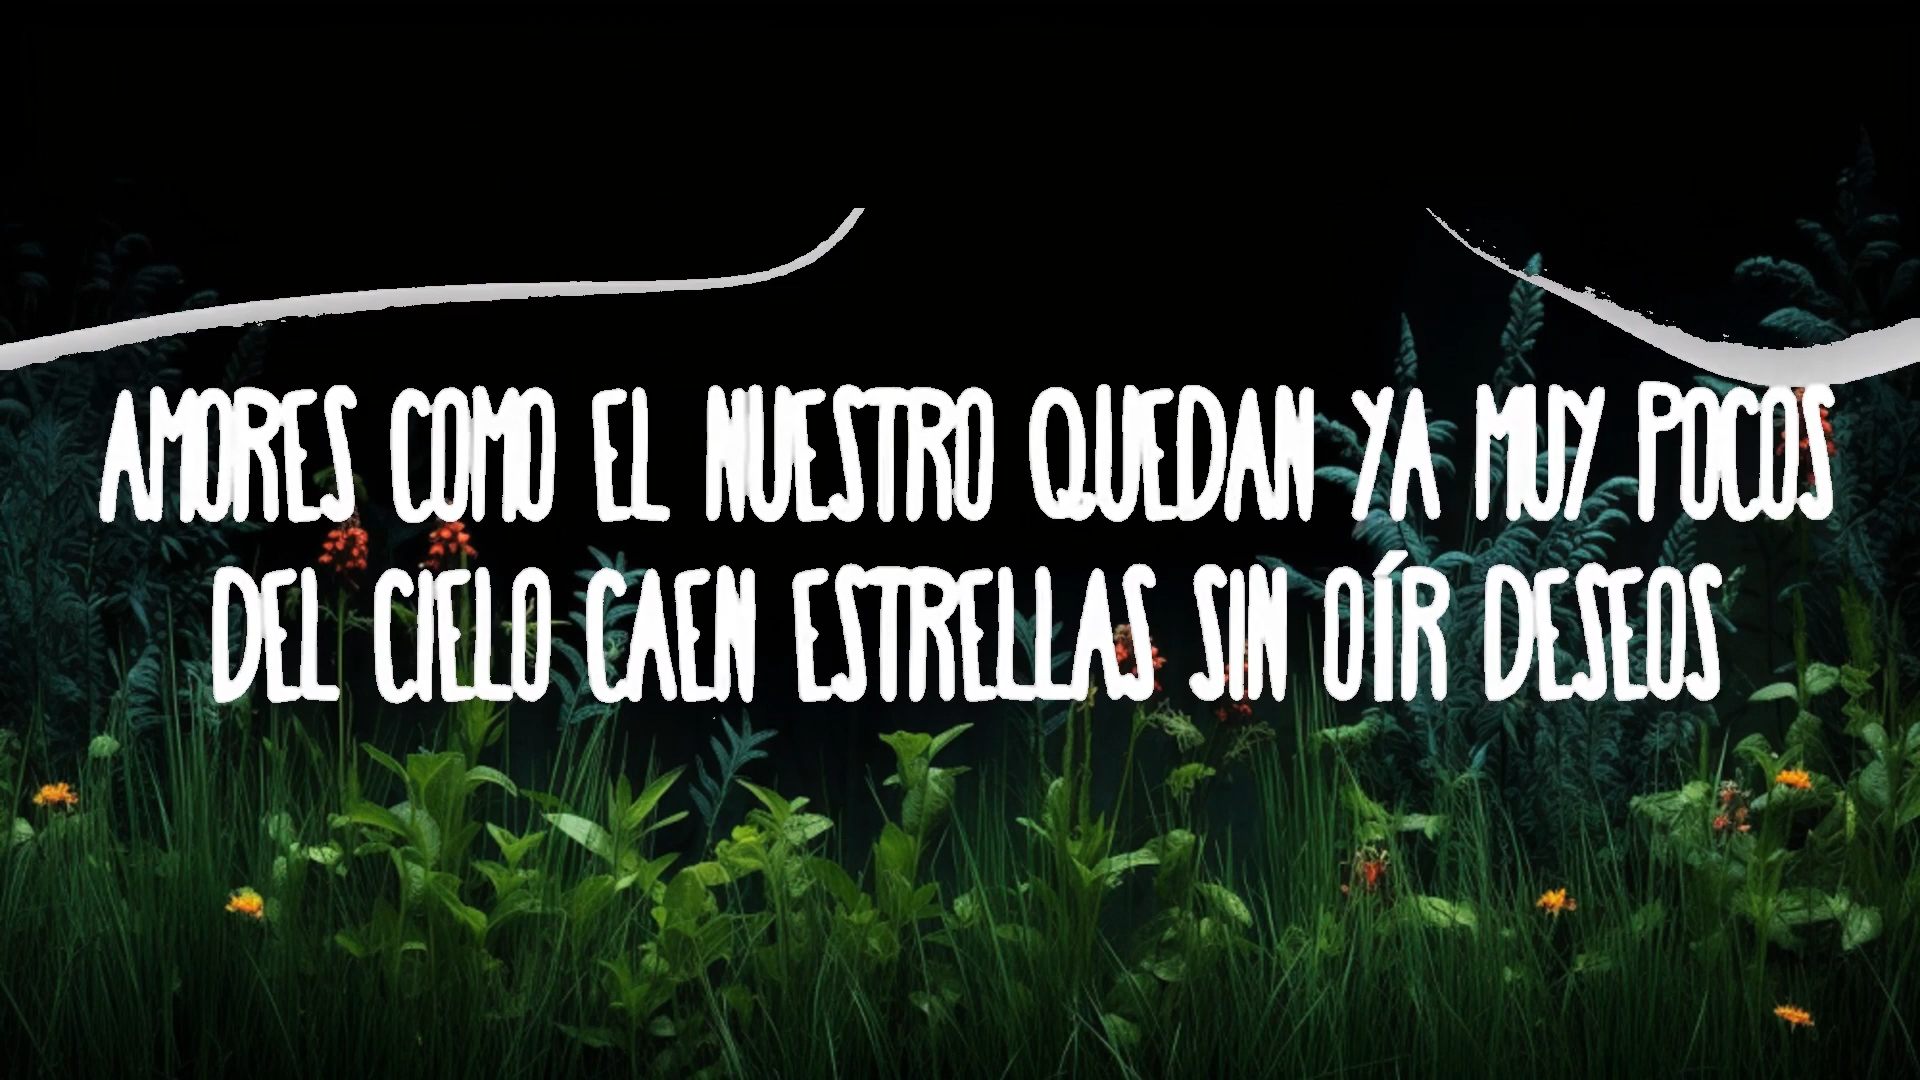 AMORES COMO EL NUESTRO QUEDAN YA MUY POCOS
DEL CIELO CAEN ESTRELLAS SIN OÍR DESEOS